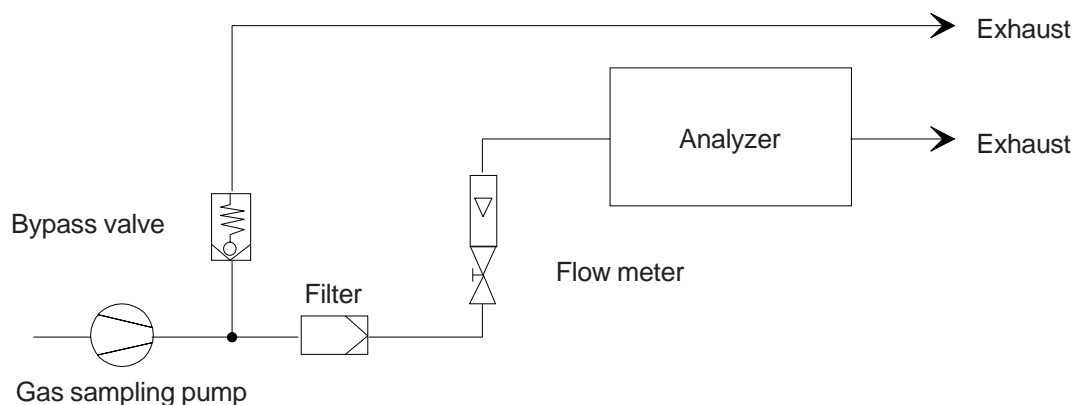 Exhaust
Analyzer
Exhaust
Bypass valve
Flow meter
Filter
Gas sampling pump